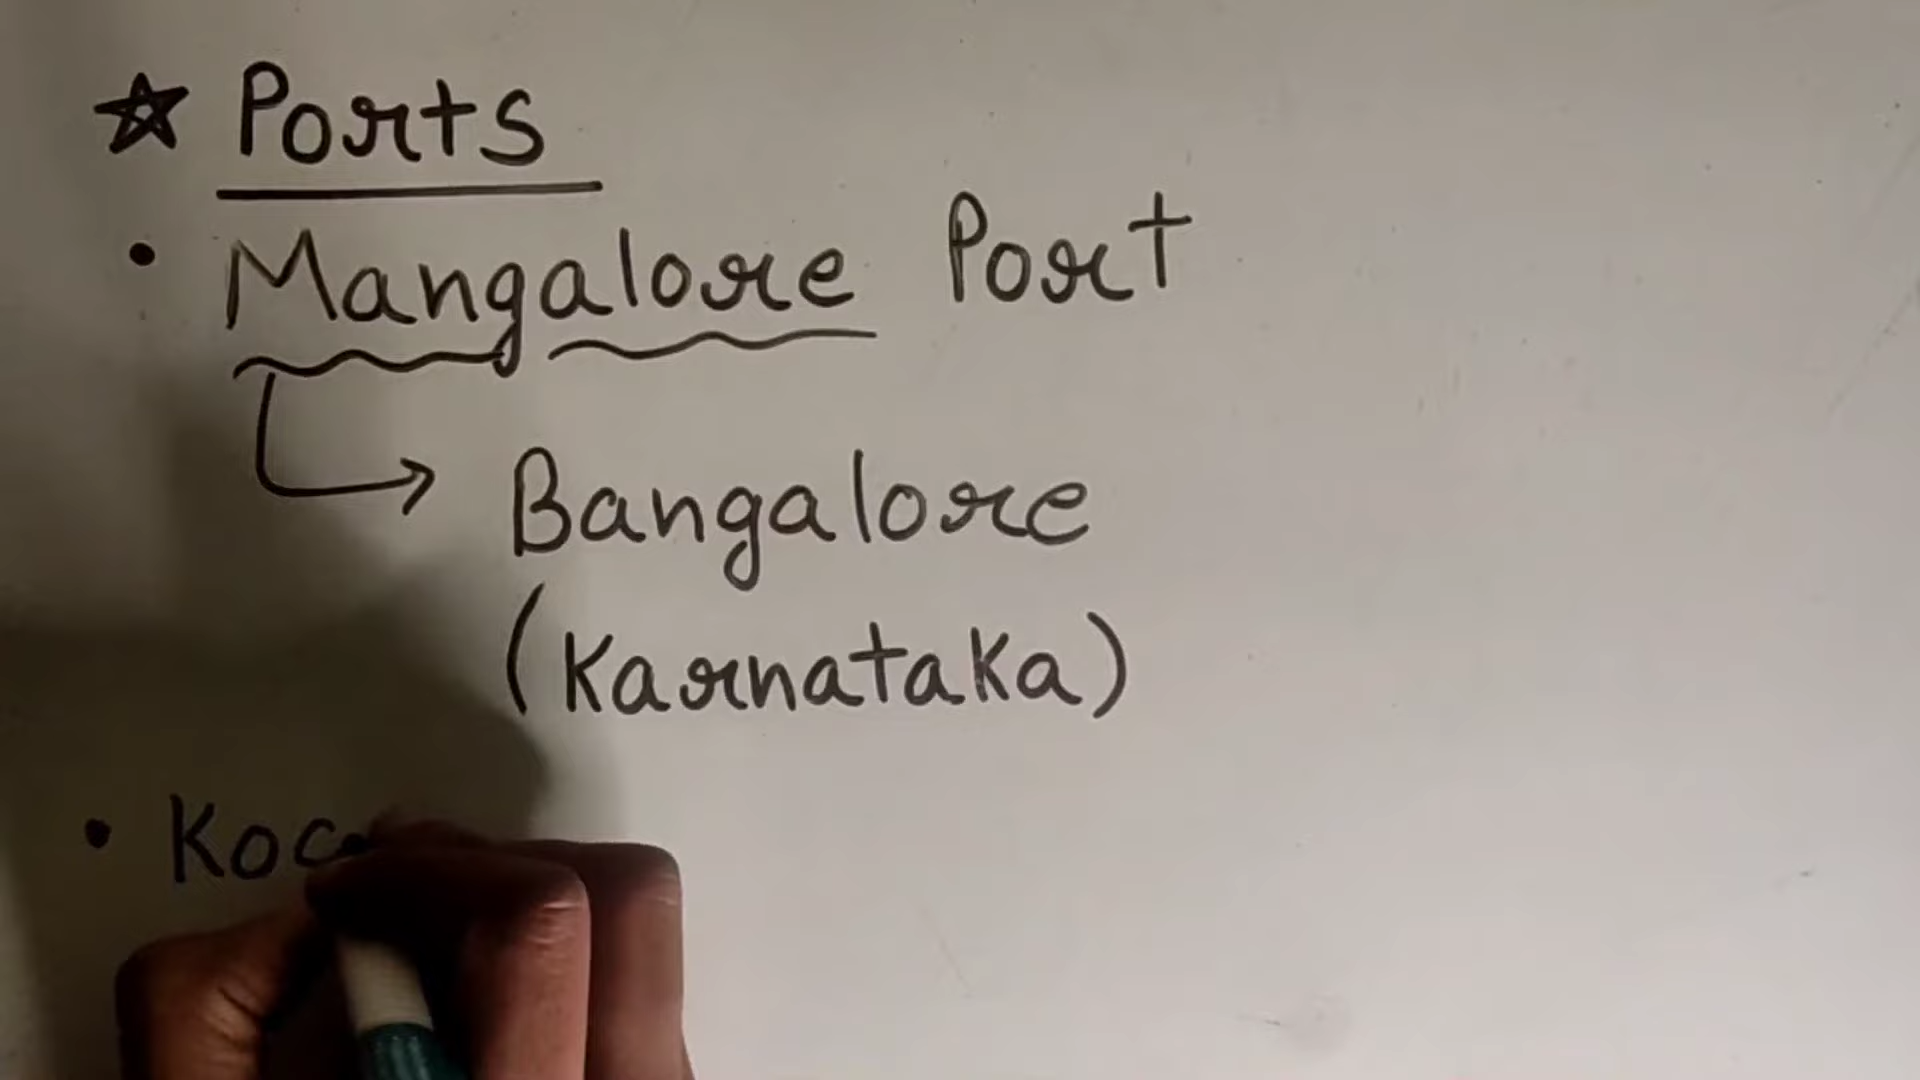 ☆ Ports
• Mangalore Port
→ Bangalore
(Karnataka)
• Koc